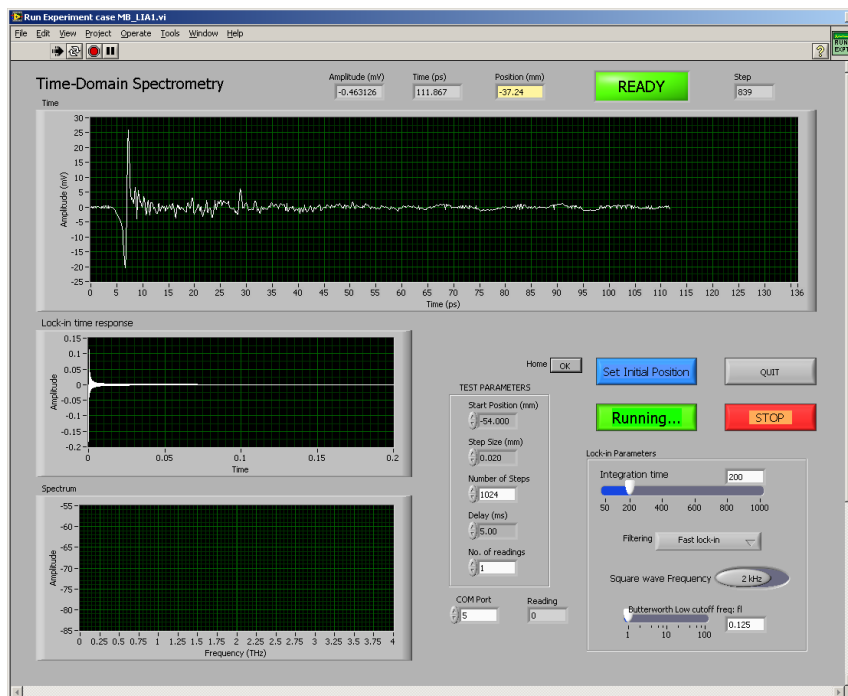 Run Experiment case MB_LIA1.vi
File Edit View Project Operate Tools Window Help
RUN EXPT
Time-Domain Spectrometry
Amplitude (mV) Time (ps) Position (mm) Step
-0.463126 111.867 -37.24 READY 839
Time
30
25
20
15
10
5
0
-5
-10
-15
-20
-25
Amplitude (mV)
0 5 10 15 20 25 30 35 40 45 50 55 60 65 70 75 80 85 90 95 100 105 110 115 120 125 130 136
Time (ps)
Lock-in time response
0.15
0.1
0.05
0
-0.05
-0.1
-0.15
-0.2
Amplitude
0 0.05 0.1 0.15 0.2
Time
Spectrum
-55
-60
-65
-70
-75
-80
-85
Amplitude
0 0.25 0.5 0.75 1 1.25 1.5 1.75 2 2.25 2.5 2.75 3 3.25 3.5 3.75 4
Frequency (THz)
Home OK
Set Initial Position
QUIT
Running...
STOP
TEST PARAMETERS
Start Position (mm)
-54.000
Step Size (mm)
0.020
Number of Steps
1024
Delay (ms)
5.00
No. of readings
1
COM Port
5
Reading
0
Lock-in Parameters
Integration time 200
50 200 400 600 800 1000
Filtering Fast lock-in
Square wave Frequency 2 kHz
Butterworth Low cutoff freq: fl
0.125
1 10 100